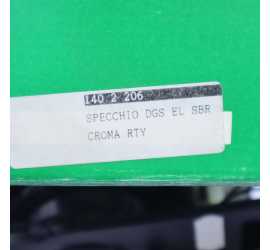 140 2 206
SPECCHIO DGS EL SBR
CROMA RTY